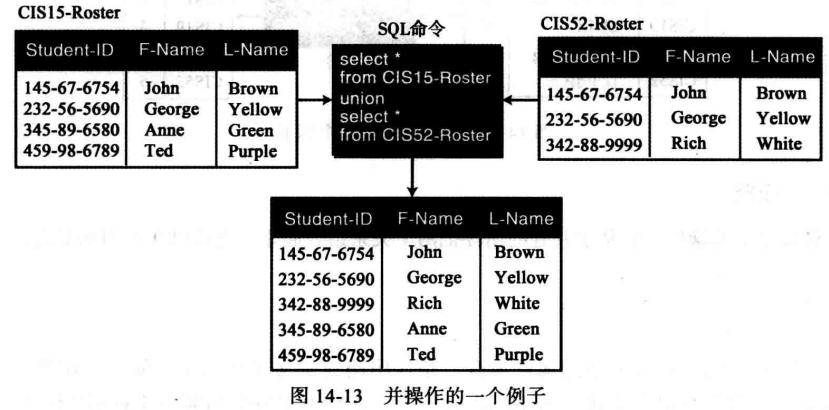 CIS15-Roster
Student-ID F-Name L-Name
145-67-6754 John Brown
232-56-5690 George Yellow
345-89-6580 Anne Green
459-98-6789 Ted Purple
SQL命令
select *
from CIS15-Roster
union
select *
from CIS52-Roster
CIS52-Roster
Student-ID F-Name L-Name
145-67-6754 John Brown
232-56-5690 George Yellow
342-88-9999 Rich White
Student-ID F-Name L-Name
145-67-6754 John Brown
232-56-5690 George Yellow
342-88-9999 Rich White
345-89-6580 Anne Green
459-98-6789 Ted Purple
图 14-13 并操作的一个例子